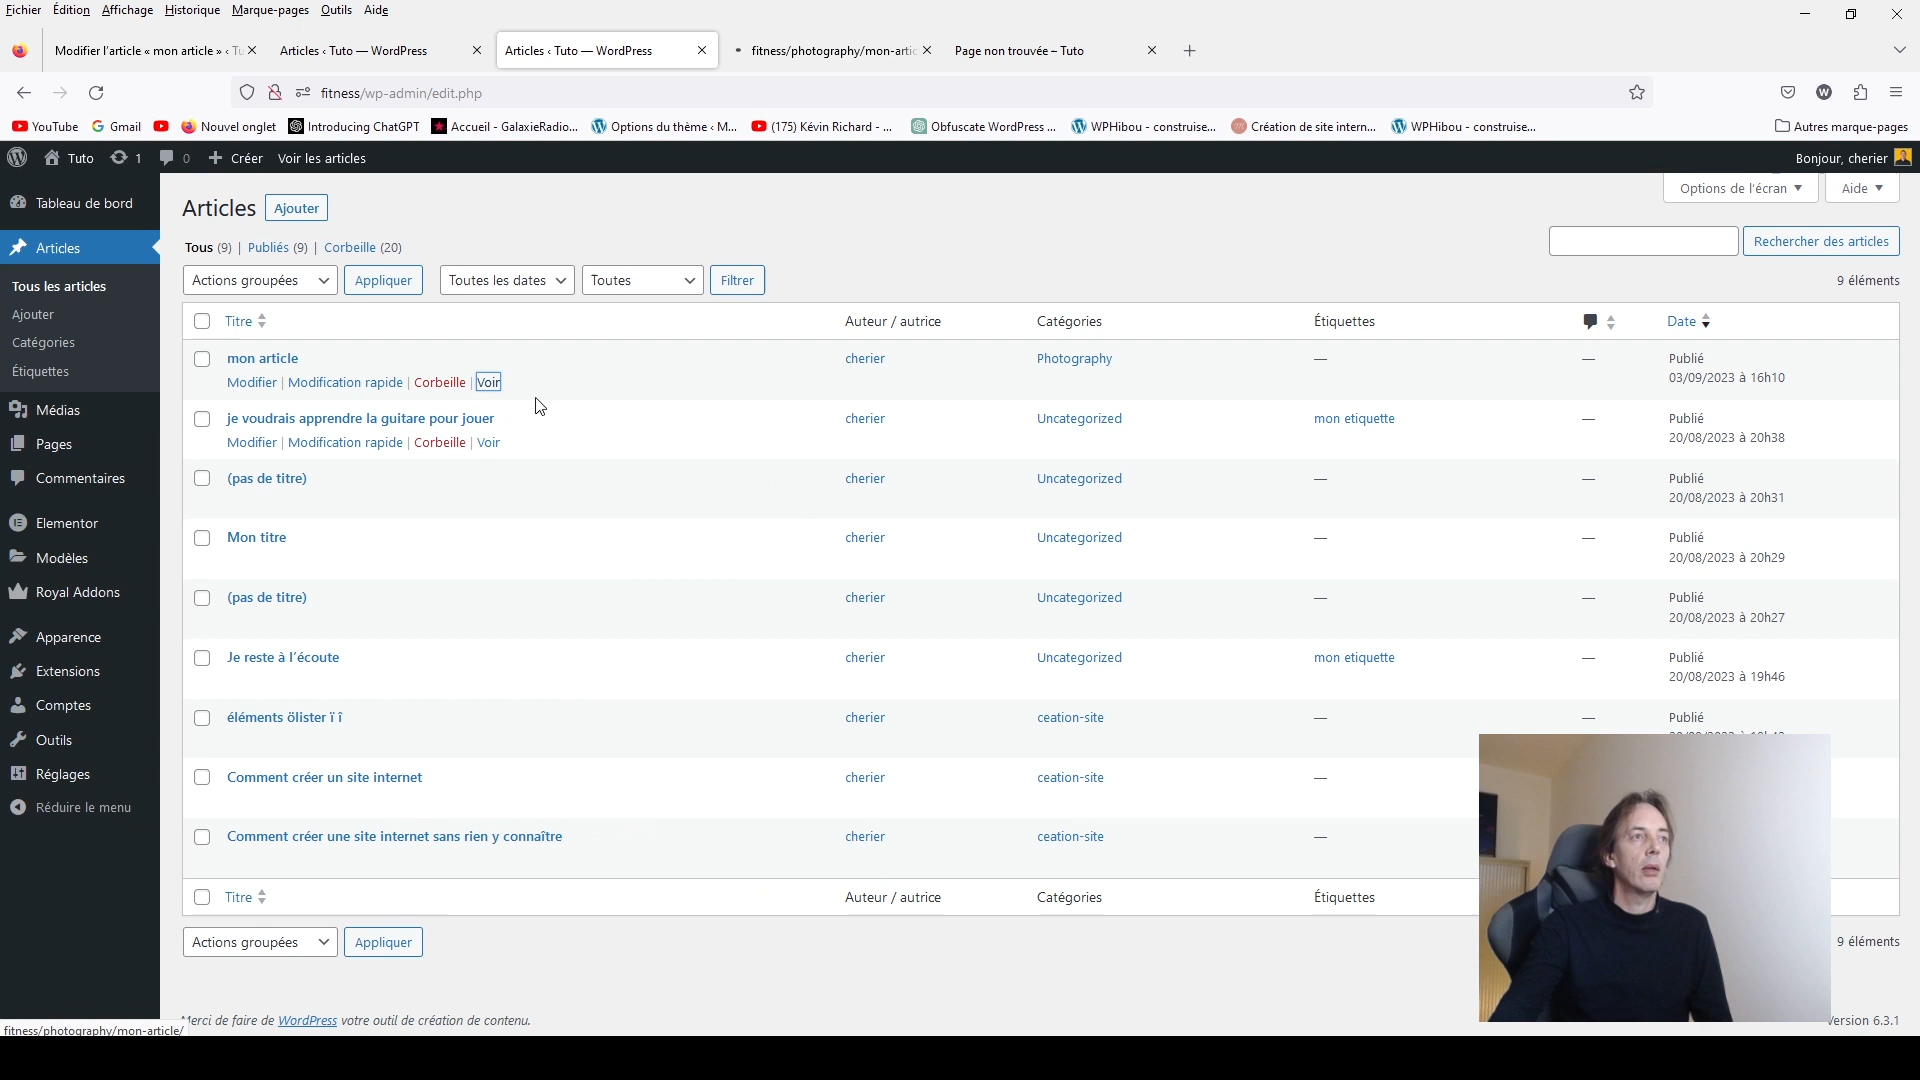 Fichier Édition Affichage Historique Marque-pages Outils Aide
Modifier l'article « mon article » ‹ Tu
Articles ‹ Tuto — WordPress
Articles ‹ Tuto — WordPress
fitness/photography/mon-artic
Page non trouvée – Tuto
fitness/wp-admin/edit.php
YouTube Gmail Nouvel onglet Introducing ChatGPT Accueil - GalaxieRadio... Options du thème ‹ M... (175) Kévin Richard - ... Obfuscate WordPress ... WPHibou - construise... Création de site intern... WPHibou - construise... Autres marque-pages
Tuto 1 0 Créer Voir les articles Bonjour, cherier
Tableau de bord
Articles
Tous les articles
Ajouter
Catégories
Étiquettes
Médias
Pages
Commentaires
Elementor
Modèles
Royal Addons
Apparence
Extensions
Comptes
Outils
Réglages
Réduire le menu
Options de l'écran Aide
Articles Ajouter
Tous (9) | Publiés (9) | Corbeille (20)
Rechercher des articles
Actions groupées Appliquer Toutes les dates Toutes Filtrer 9 éléments
Titre Auteur / autrice Catégories Étiquettes Date
mon article cherier Photography — — Publié
Modifier | Modification rapide | Corbeille | Voir 03/09/2023 à 16h10
je voudrais apprendre la guitare pour jouer cherier Uncategorized mon etiquette — Publié
Modifier | Modification rapide | Corbeille | Voir 20/08/2023 à 20h38
(pas de titre) cherier Uncategorized — — Publié
20/08/2023 à 20h31
Mon titre cherier Uncategorized — — Publié
20/08/2023 à 20h29
(pas de titre) cherier Uncategorized — — Publié
20/08/2023 à 20h27
Je reste à l'écoute cherier Uncategorized mon etiquette — Publié
20/08/2023 à 19h46
éléments ölister ï î cherier ceation-site — — Publié
Comment créer un site internet cherier ceation-site —
Comment créer une site internet sans rien y connaître cherier ceation-site —
Titre Auteur / autrice Catégories Étiquettes
Actions groupées Appliquer 9 éléments
Merci de faire de WordPress votre outil de création de contenu. Version 6.3.1
fitness/photography/mon-article/